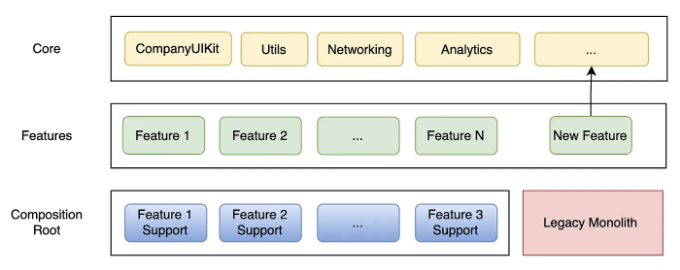 Core
CompanyUIKit
Utils
Networking
Analytics
...
Features
Feature 1
Feature 2
...
Feature N
New Feature
Composition
Root
Feature 1
Support
Feature 2
Support
...
Feature 3
Support
Legacy Monolith